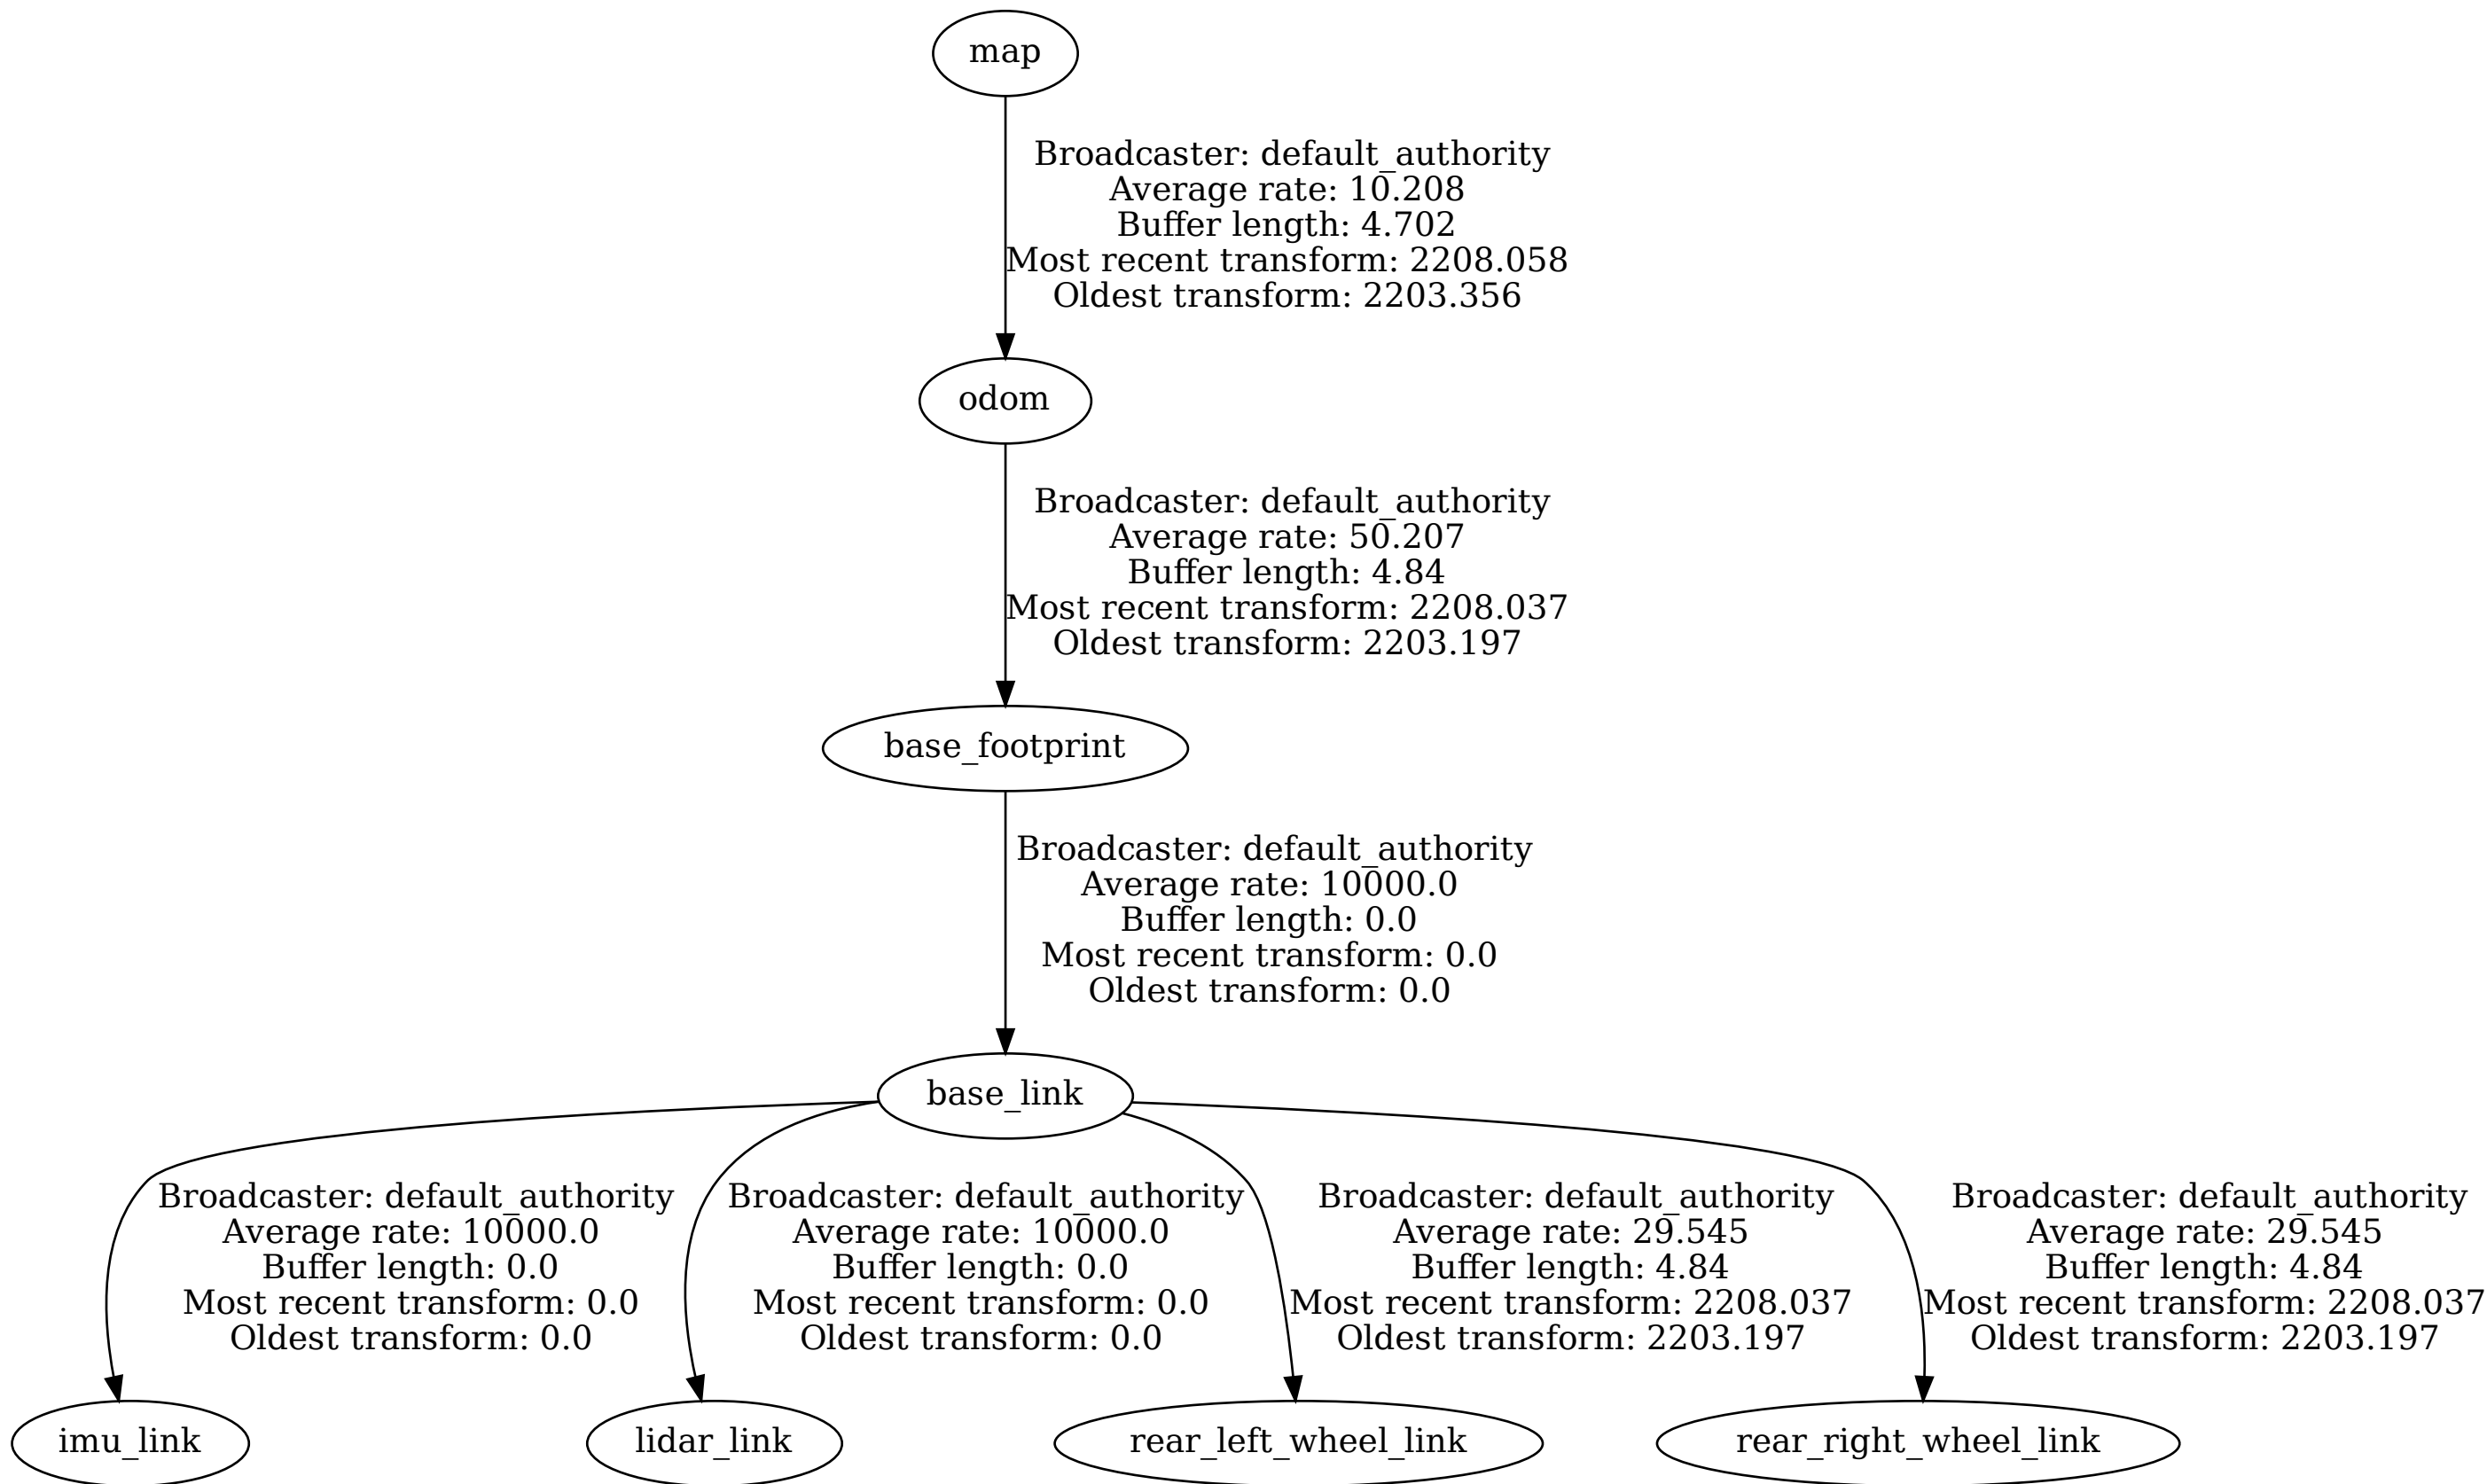 map
Broadcaster: default_authority
Average rate: 10.208
Buffer length: 4.702
Most recent transform: 2208.058
Oldest transform: 2203.356
odom
Broadcaster: default_authority
Average rate: 50.207
Buffer length: 4.84
Most recent transform: 2208.037
Oldest transform: 2203.197
base_footprint
Broadcaster: default_authority
Average rate: 10000.0
Buffer length: 0.0
Most recent transform: 0.0
Oldest transform: 0.0
base_link
Broadcaster: default_authority
Average rate: 10000.0
Buffer length: 0.0
Most recent transform: 0.0
Oldest transform: 0.0
Broadcaster: default_authority
Average rate: 10000.0
Buffer length: 0.0
Most recent transform: 0.0
Oldest transform: 0.0
Broadcaster: default_authority
Average rate: 29.545
Buffer length: 4.84
Most recent transform: 2208.037
Oldest transform: 2203.197
Broadcaster: default_authority
Average rate: 29.545
Buffer length: 4.84
Most recent transform: 2208.037
Oldest transform: 2203.197
imu_link
lidar_link
rear_left_wheel_link
rear_right_wheel_link